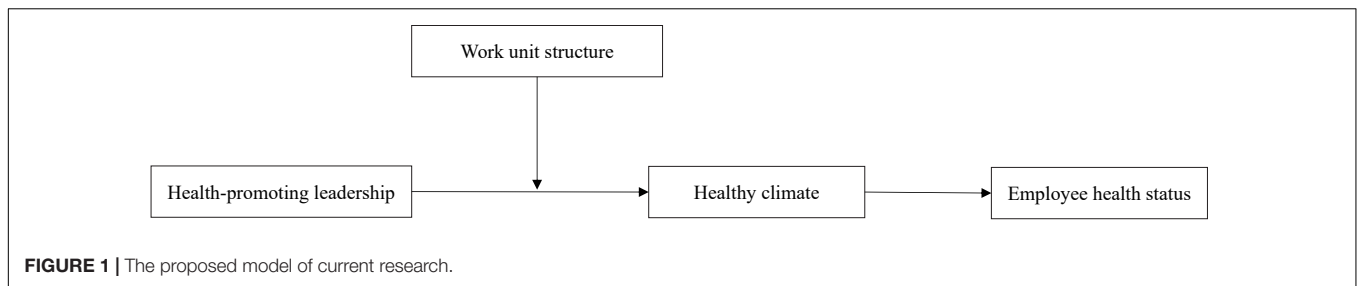 Work unit structure
Health-promoting leadership
Healthy climate
Employee health status
FIGURE 1 | The proposed model of current research.